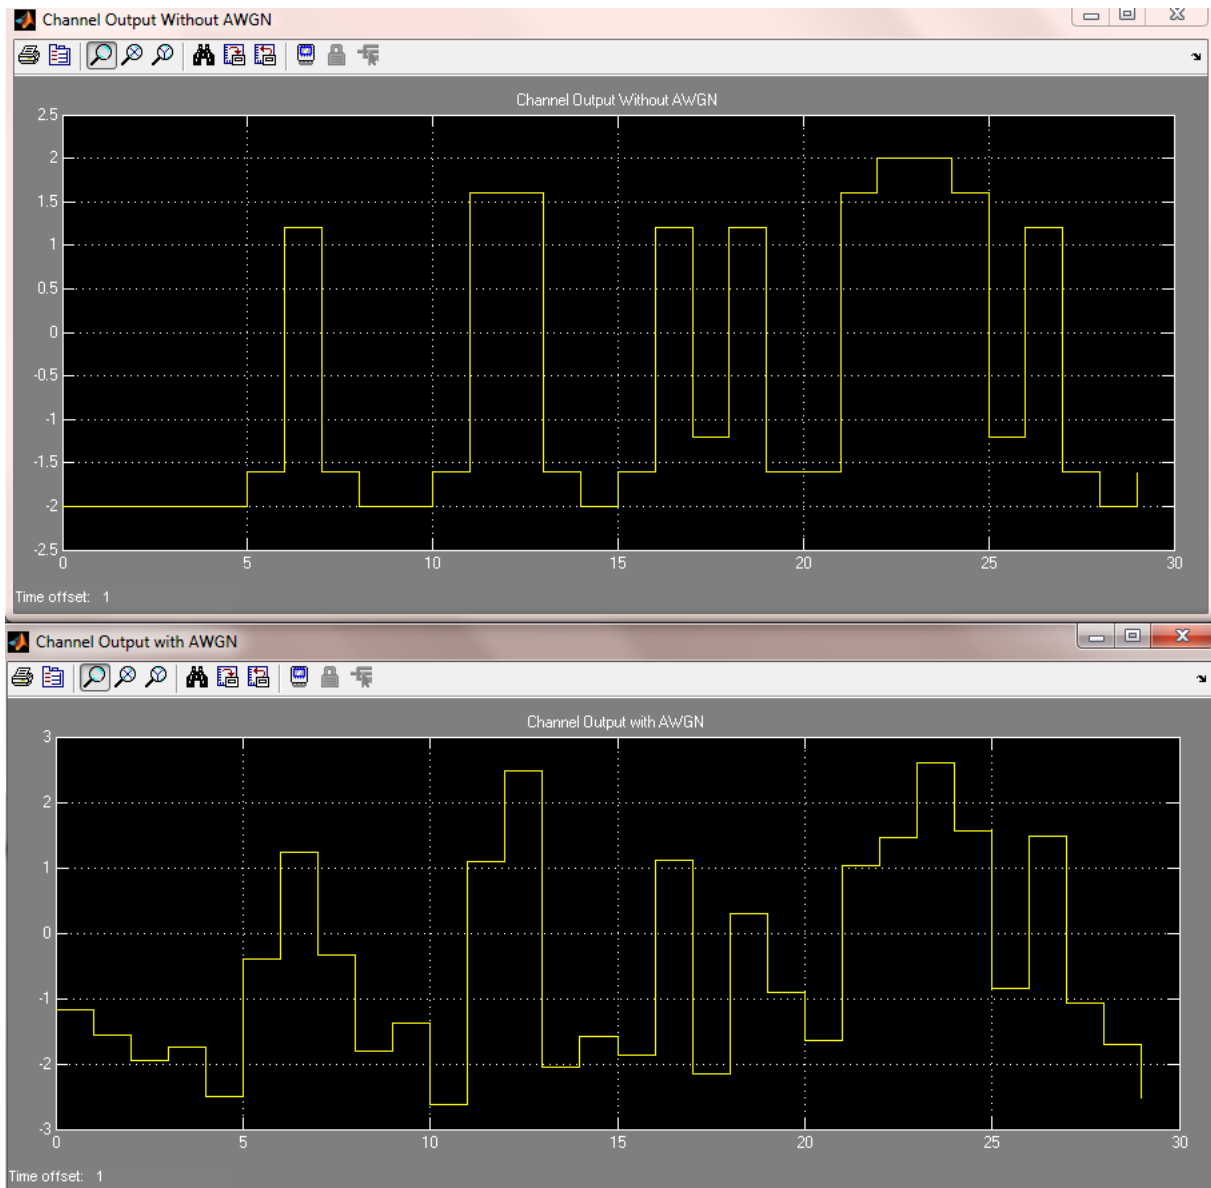 Channel Output Without AWGN
Channel Output Without AWGN
2.5
2
1.5
1
0.5
0
-0.5
-1
-1.5
-2
-2.5
0 5 10 15 20 25 30
Time offset: 1
Channel Output with AWGN
Channel Output with AWGN
3
2
1
0
-1
-2
-3
0 5 10 15 20 25 30
Time offset: 1